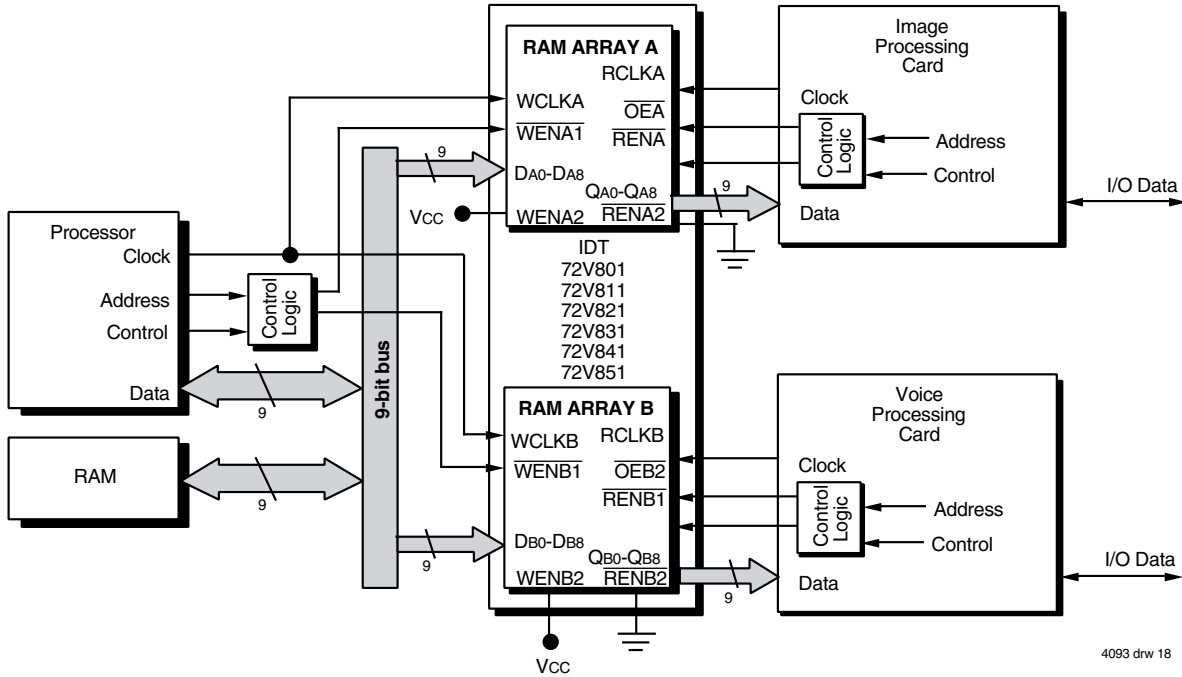 Processor
Clock
Address
Control
Data
Control
Logic
RAM
9
9
9-bit bus
9
9
VCC
RAM ARRAY A
RCLKA
WCLKA
OEA
WENA1
RENA
DA0-DA8
QA0-QA8
WENA2
RENA2
9
IDT
72V801
72V811
72V821
72V831
72V841
72V851
RAM ARRAY B
WCLKB
RCLKB
WENB1
OEB2
RENB1
DB0-DB8
QB0-QB8
WENB2
RENB2
9
VCC
Image
Processing
Card
Clock
Control
Logic
Address
Control
Data
I/O Data
Voice
Processing
Card
Clock
Control
Logic
Address
Control
Data
I/O Data
4093 drw 18